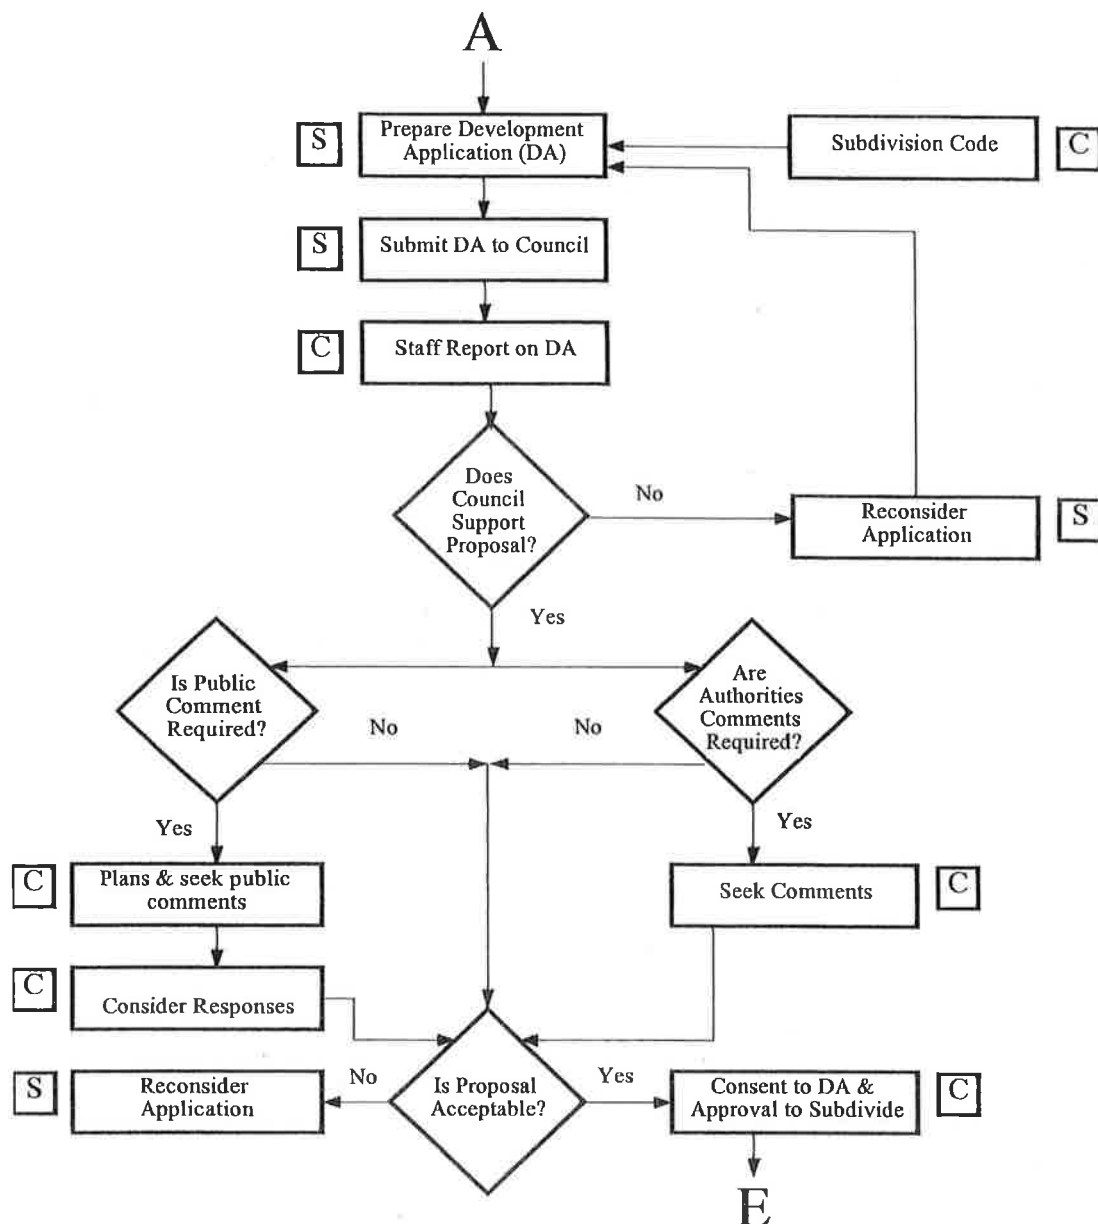 A
S
Prepare Development
Application (DA)
Subdivision Code
C
S
Submit DA to Council
C
Staff Report on DA
Does
Council
Support
Proposal?
No
Reconsider
Application
S
Yes
Is Public
Comment
Required?
Are
Authorities
Comments
Required?
No
No
Yes
Yes
C
Plans & seek public
comments
Seek Comments
C
C
Consider Responses
S
Reconsider
Application
No
Is Proposal
Acceptable?
Yes
Consent to DA &
Approval to Subdivide
C
E